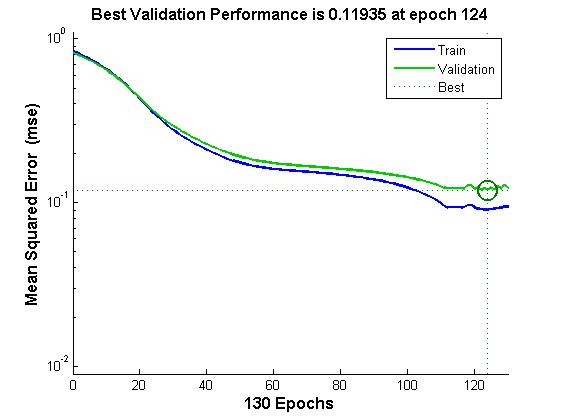 Best Validation Performance is 0.11935 at epoch 124
Train
Validation
Best
Mean Squared Error (mse)
10^0
10^-1
10^-2
0 20 40 60 80 100 120
130 Epochs